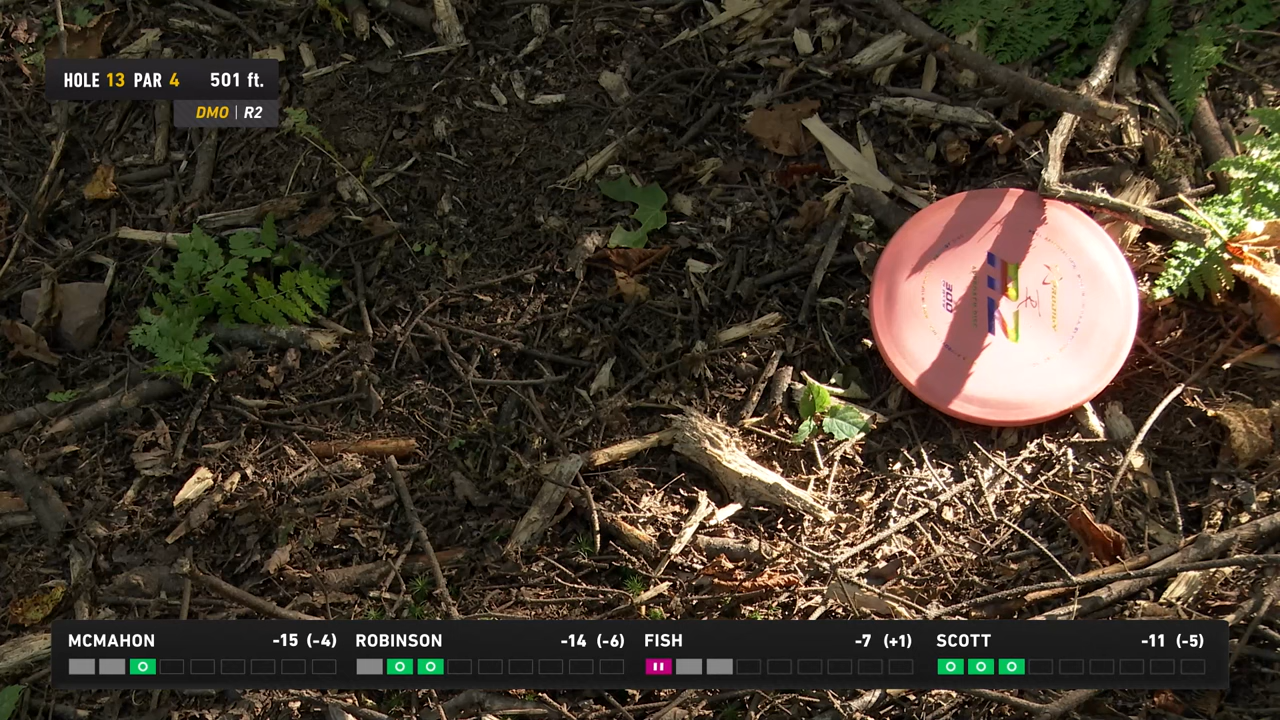 HOLE 13 PAR 4 501 ft.
DMO | R2
MCMAHON -15 (-4)
ROBINSON -14 (-6)
FISH -7 (+1)
SCOTT -11 (-5)
300